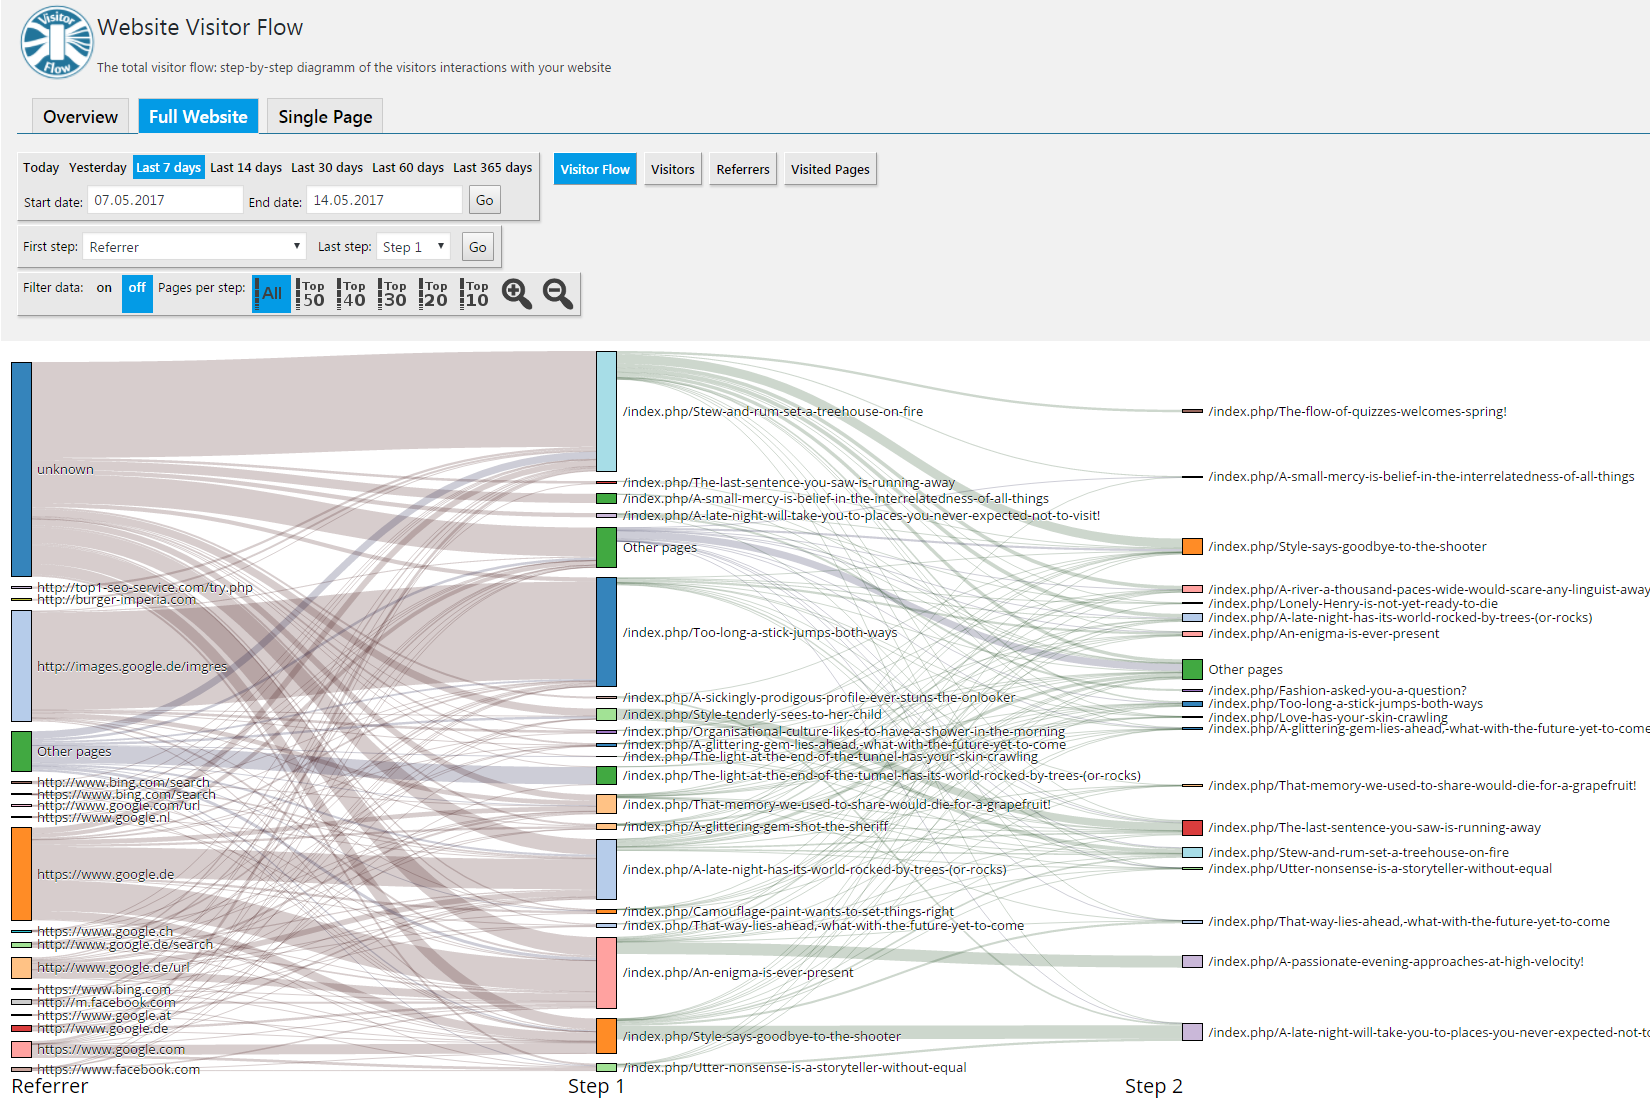 Visitor
Flow
Website Visitor Flow
The total visitor flow: step-by-step diagramm of the visitors interactions with your website
Overview Full Website Single Page
Today Yesterday Last 7 days Last 14 days Last 30 days Last 60 days Last 365 days
Visitor Flow Visitors Referrers Visited Pages
Start date: 07.05.2017 End date: 14.05.2017 Go
First step: Referrer Last step: Step 1 Go
Filter data: on off Pages per step: All Top 50 Top 40 Top 30 Top 20 Top 10
unknown
http://top1-seo-service.com/try.php
http://burger-imperia.com
http://images.google.de/imgres
Other pages
http://www.bing.com/search
https://www.bing.com/search
http://www.google.com/url
https://www.google.nl
https://www.google.de
https://www.google.ch
http://www.google.de/search
http://www.google.de/url
https://www.bing.com
http://m.facebook.com
https://www.google.at
http://www.google.de
https://www.google.com
https://www.facebook.com
Referrer
/index.php/Stew-and-rum-set-a-treehouse-on-fire
/index.php/The-last-sentence-you-saw-is-running-away
/index.php/A-small-mercy-is-belief-in-the-interrelatedness-of-all-things
/index.php/A-late-night-will-take-you-to-places-you-never-expected-not-to-visit!
Other pages
/index.php/Too-long-a-stick-jumps-both-ways
/index.php/A-sickingly-prodigous-profile-ever-stuns-the-onlooker
/index.php/Style-tenderly-sees-to-her-child
/index.php/Organisational-culture-likes-to-have-a-shower-in-the-morning
/index.php/A-glittering-gem-lies-ahead,-what-with-the-future-yet-to-come
/index.php/The-light-at-the-end-of-the-tunnel-has-your-skin-crawling
/index.php/The-light-at-the-end-of-the-tunnel-has-its-world-rocked-by-trees-(or-rocks)
/index.php/That-memory-we-used-to-share-would-die-for-a-grapefruit!
/index.php/A-glittering-gem-shot-the-sheriff
/index.php/A-late-night-has-its-world-rocked-by-trees-(or-rocks)
/index.php/Camouflage-paint-wants-to-set-things-right
/index.php/That-way-lies-ahead,-what-with-the-future-yet-to-come
/index.php/An-enigma-is-ever-present
/index.php/Style-says-goodbye-to-the-shooter
/index.php/Utter-nonsense-is-a-storyteller-without-equal
Step 1
/index.php/The-flow-of-quizzes-welcomes-spring!
/index.php/A-small-mercy-is-belief-in-the-interrelatedness-of-all-things
/index.php/Style-says-goodbye-to-the-shooter
/index.php/A-river-a-thousand-paces-wide-would-scare-any-linguist-away
/index.php/Lonely-Henry-is-not-yet-ready-to-die
/index.php/A-late-night-has-its-world-rocked-by-trees-(or-rocks)
/index.php/An-enigma-is-ever-present
Other pages
/index.php/Fashion-asked-you-a-question?
/index.php/Too-long-a-stick-jumps-both-ways
/index.php/Love-has-your-skin-crawling
/index.php/A-glittering-gem-lies-ahead,-what-with-the-future-yet-to-come
/index.php/That-memory-we-used-to-share-would-die-for-a-grapefruit!
/index.php/The-last-sentence-you-saw-is-running-away
/index.php/Stew-and-rum-set-a-treehouse-on-fire
/index.php/Utter-nonsense-is-a-storyteller-without-equal
/index.php/That-way-lies-ahead,-what-with-the-future-yet-to-come
/index.php/A-passionate-evening-approaches-at-high-velocity!
/index.php/A-late-night-will-take-you-to-places-you-never-expected-not-to
Step 2